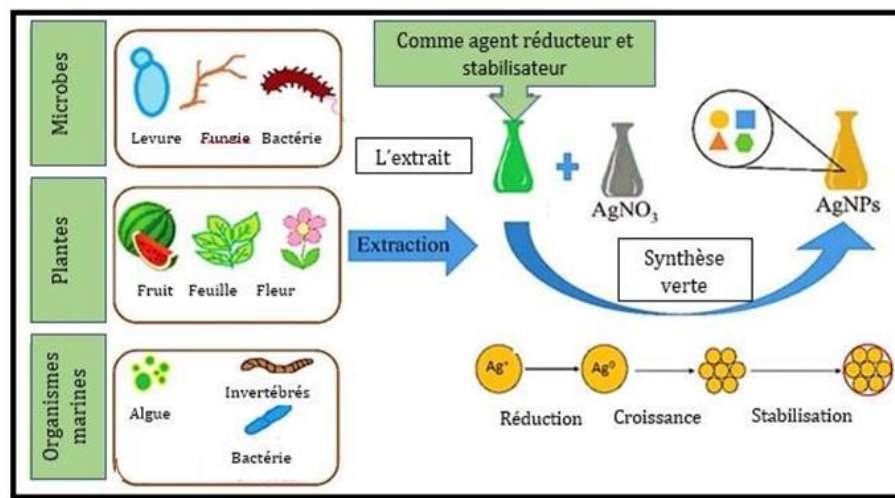 Comme agent réducteur et
stabilisateur
Microbes
Levure Fungie Bactérie
L'extrait
AgNO₃
AgNPs
Plantes
Extraction
Synthèse
verte
Fruit Feuille Fleur
Organismes
marines
Algue
Invertébrés
Bactérie
Ag⁺
Ag⁰
Réduction Croissance Stabilisation